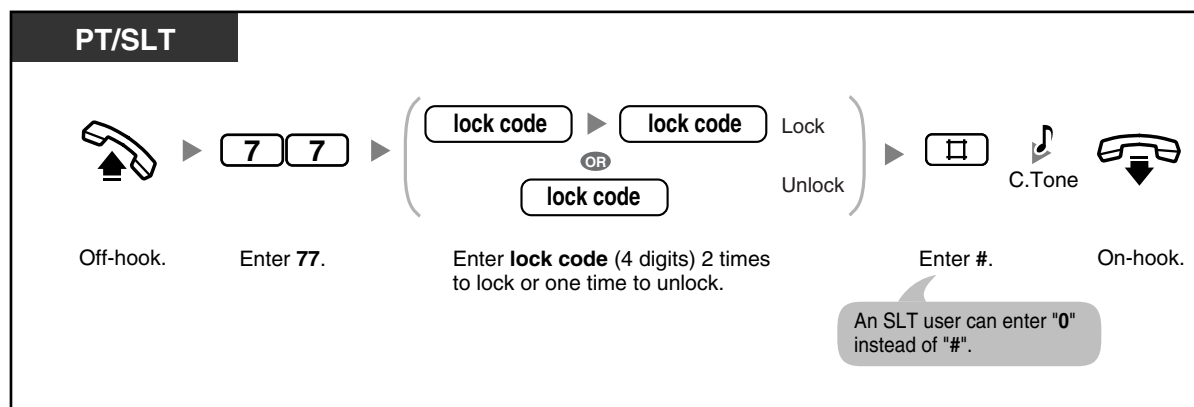 PT/SLT
7 7
lock code lock code Lock
OR
lock code Unlock
#
C.Tone
Off-hook.
Enter 77.
Enter lock code (4 digits) 2 times
to lock or one time to unlock.
Enter #.
On-hook.
An SLT user can enter "0"
instead of "#".